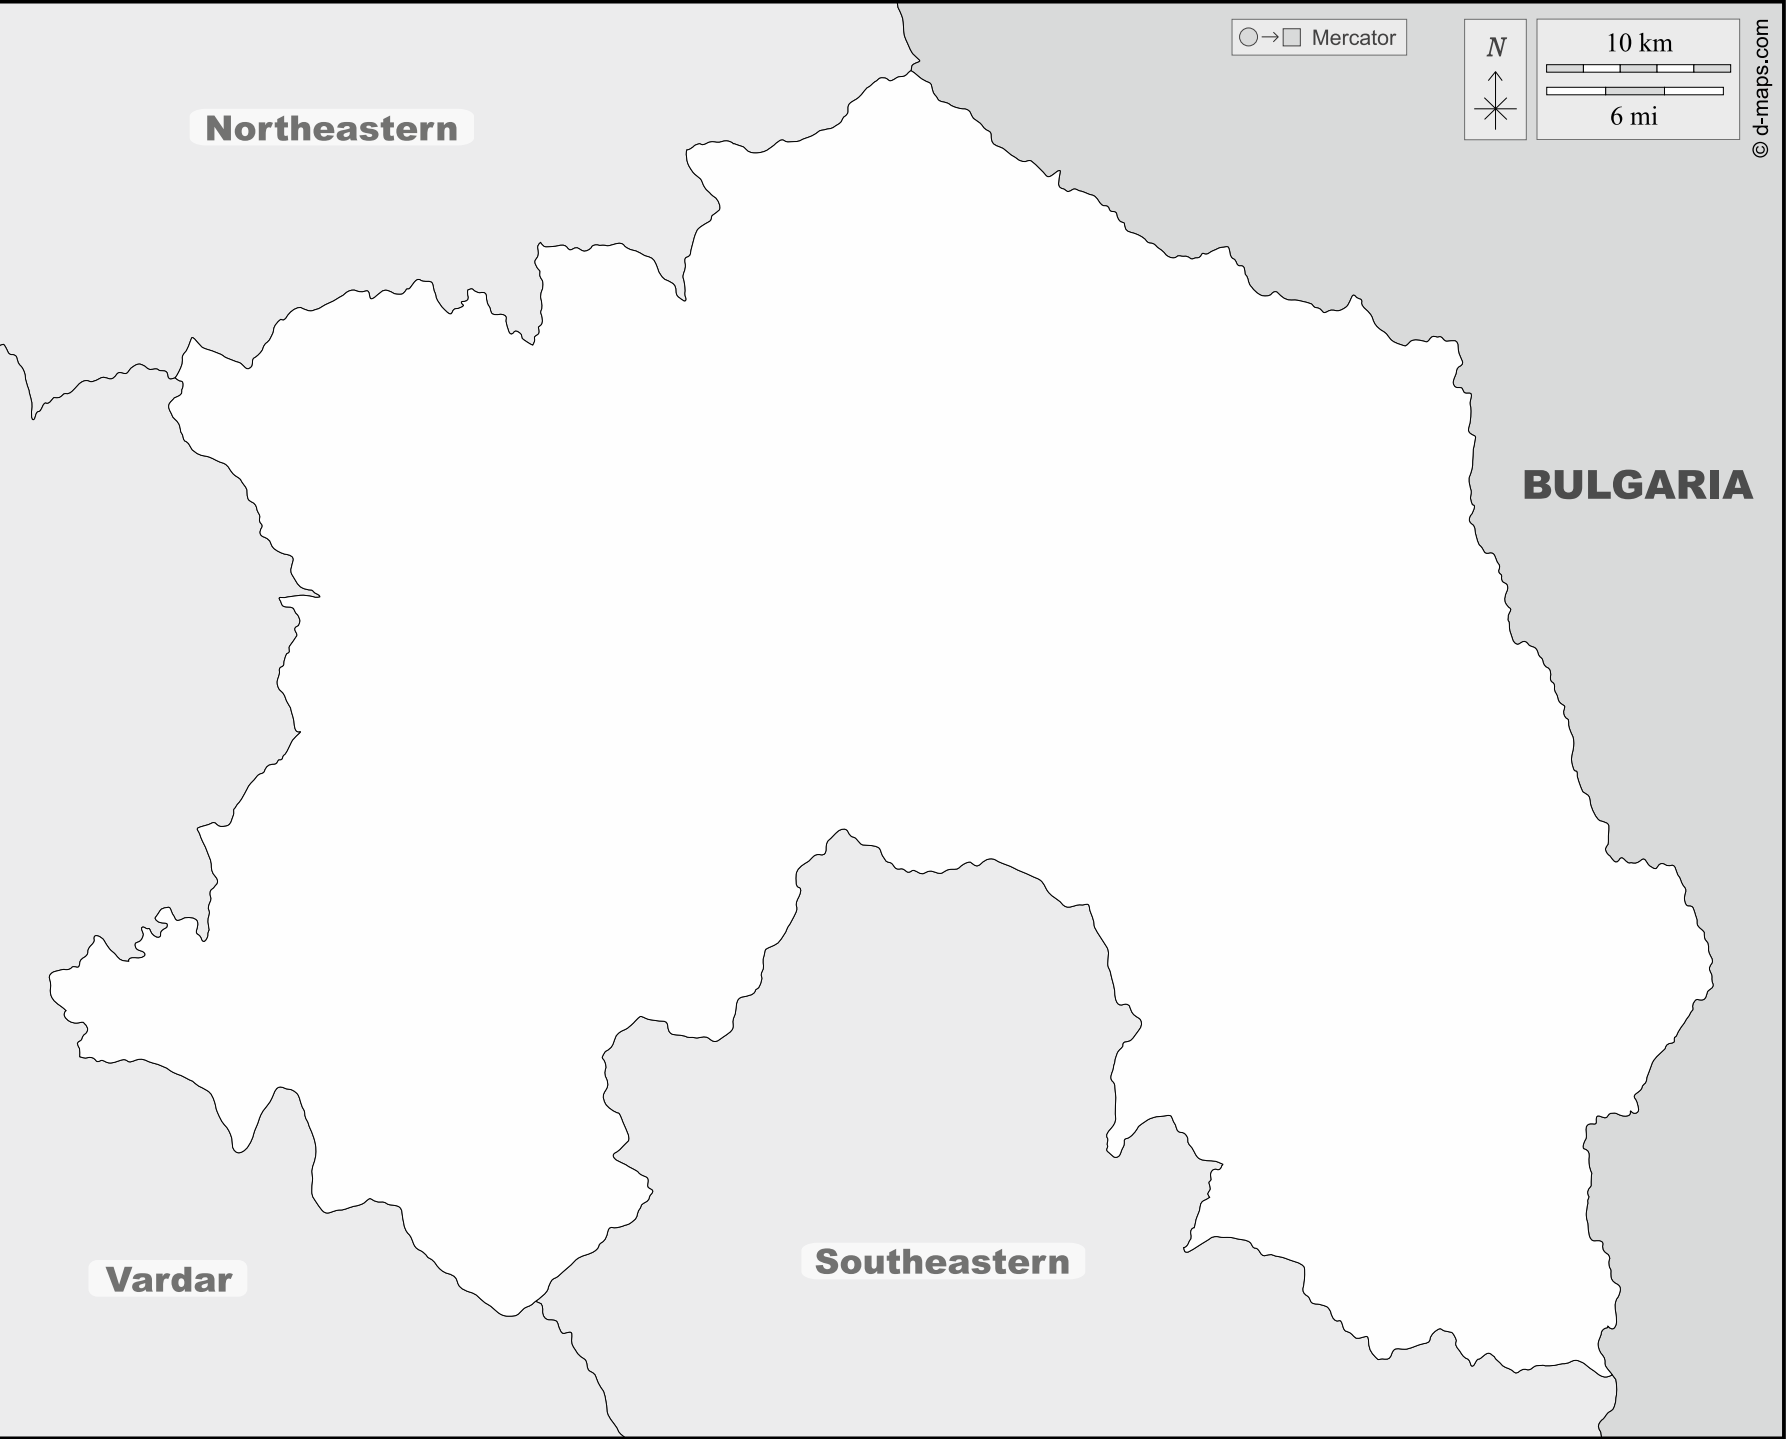 Mercator
N
10 km
6 mi
© d-maps.com
Northeastern
BULGARIA
Vardar
Southeastern